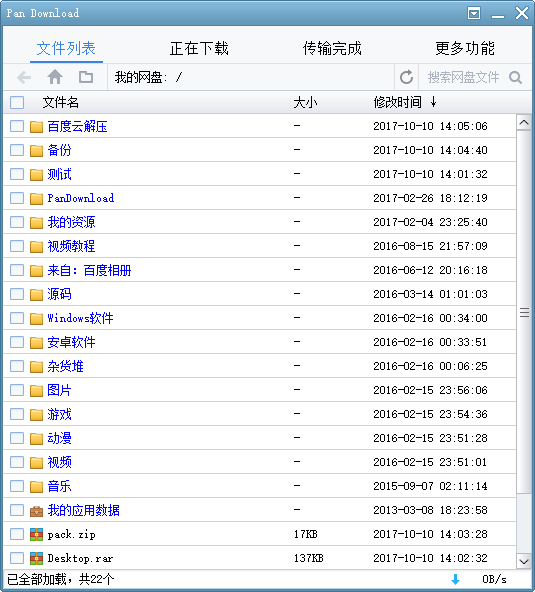 Pan Download
文件列表 正在下载 传输完成 更多功能
我的网盘: / 搜索网盘文件
文件名 大小 修改时间 ↓
百度云解压 - 2017-10-10 14:05:06
备份 - 2017-10-10 14:04:40
测试 - 2017-10-10 14:01:32
PanDownload - 2017-02-26 18:12:19
我的资源 - 2017-02-04 23:25:40
视频教程 - 2016-08-15 21:57:09
来自：百度相册 - 2016-06-12 20:16:18
源码 - 2016-03-14 01:01:03
Windows软件 - 2016-02-16 00:34:00
安卓软件 - 2016-02-16 00:33:51
杂货堆 - 2016-02-16 00:06:25
图片 - 2016-02-15 23:56:06
游戏 - 2016-02-15 23:54:36
动漫 - 2016-02-15 23:51:28
视频 - 2016-02-15 23:51:01
音乐 - 2015-09-07 02:11:14
我的应用数据 - 2013-03-08 18:23:58
pack.zip 17KB 2017-10-10 14:03:28
Desktop.rar 137KB 2017-10-10 14:02:32
已全部加载，共22个 0B/s